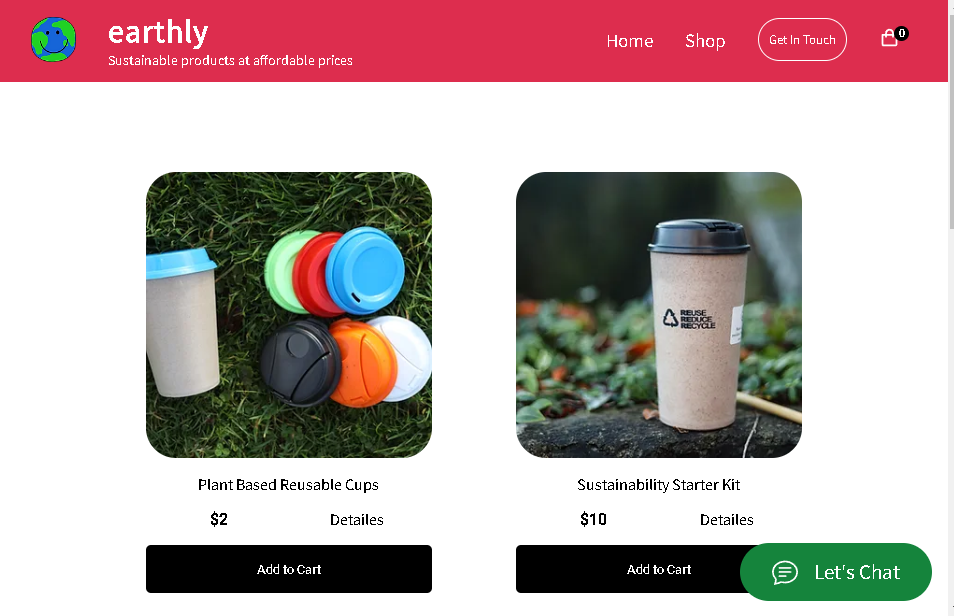 earthly
Sustainable products at affordable prices
Home
Shop
Get In Touch
0
REUSE
REDUCE
RECYCLE
Plant Based Reusable Cups
$2
Detailes
Add to Cart
Sustainability Starter Kit
$10
Detailes
Add to Cart
Let's Chat